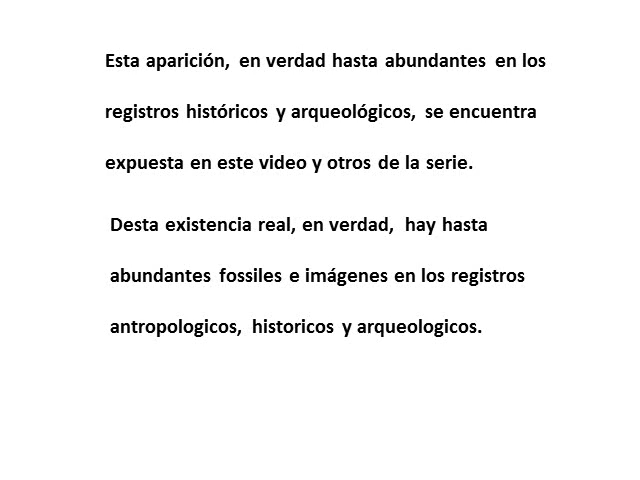 Esta aparición, en verdad hasta abundantes en los
registros históricos y arqueológicos, se encuentra
expuesta en este video y otros de la serie.
Desta existencia real, en verdad, hay hasta
abundantes fossiles e imágenes en los registros
antropologicos, historicos y arqueologicos.